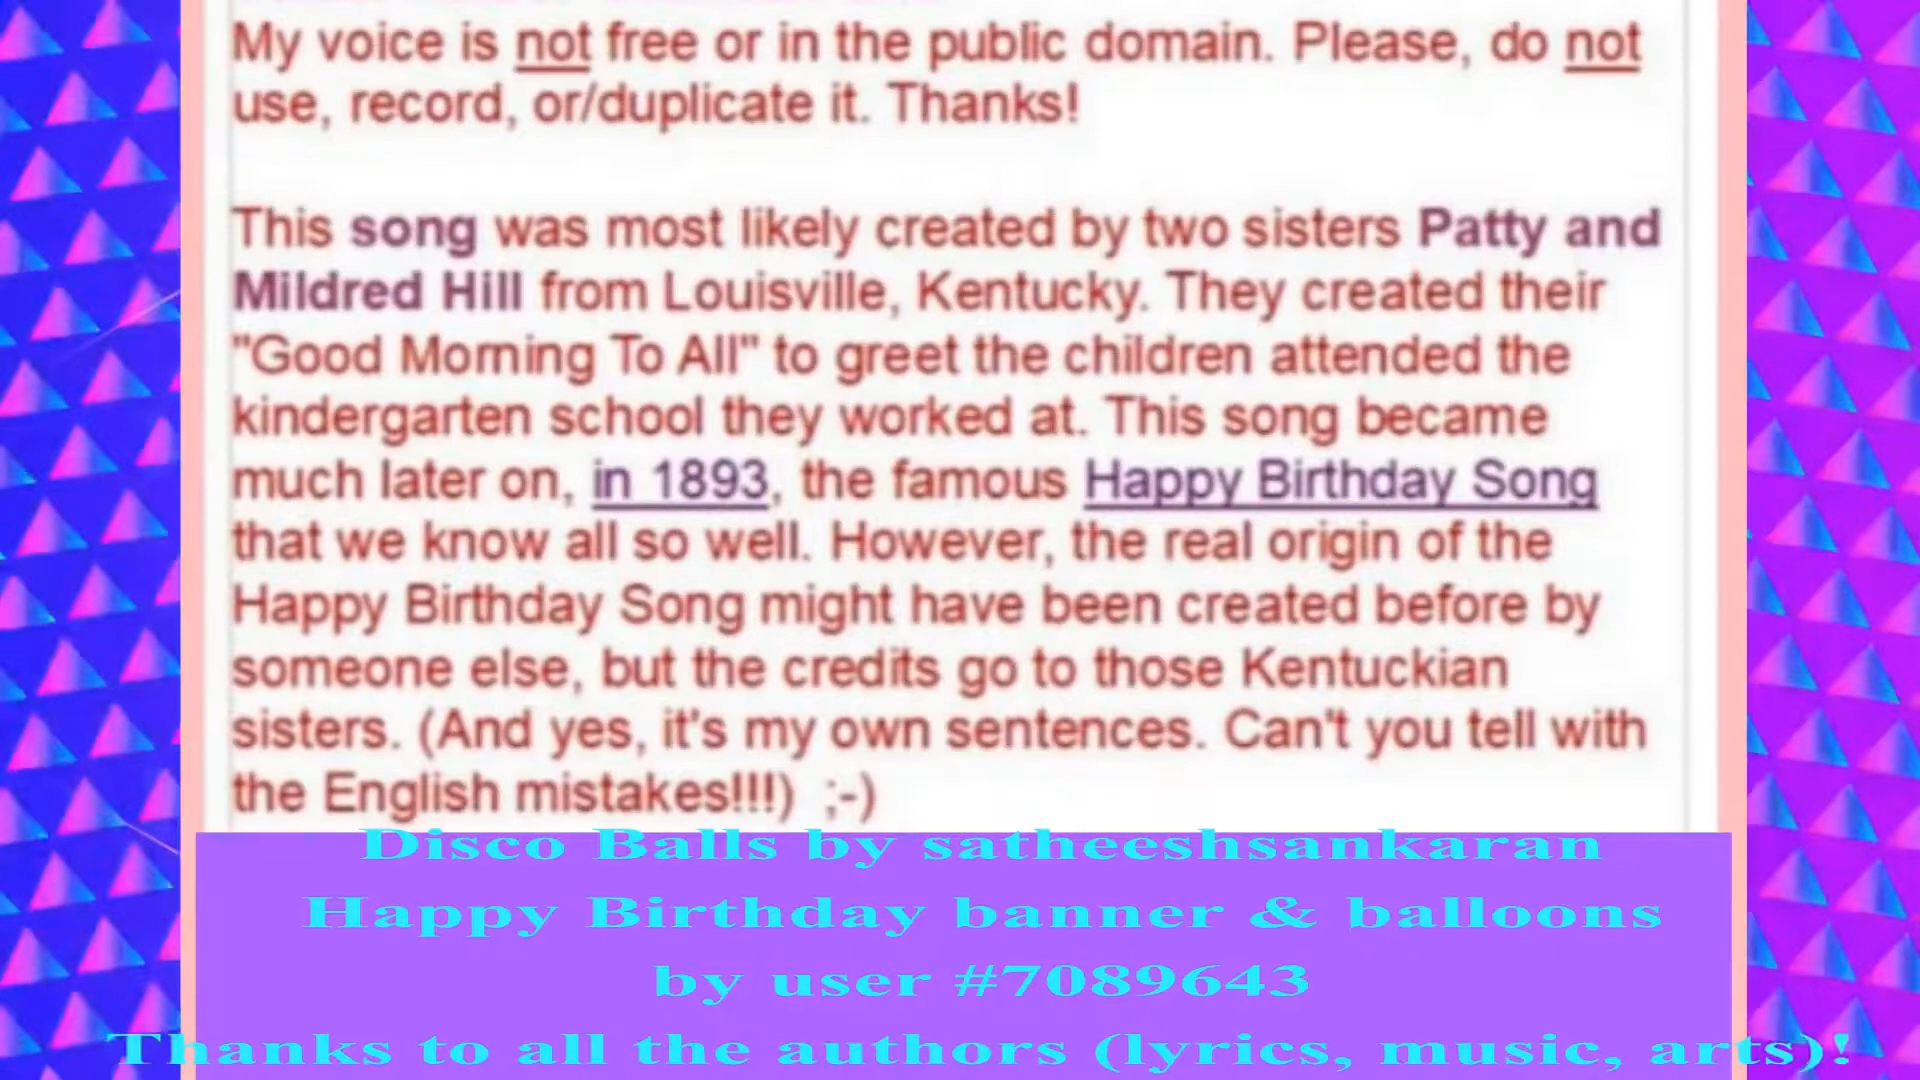 My voice is not free or in the public domain. Please, do not
use, record, or/duplicate it. Thanks!
This song was most likely created by two sisters Patty and
Mildred Hill from Louisville, Kentucky. They created their
"Good Morning To All" to greet the children attended the
kindergarten school they worked at. This song became
much later on, in 1893, the famous Happy Birthday Song
that we know all so well. However, the real origin of the
Happy Birthday Song might have been created before by
someone else, but the credits go to those Kentuckian
sisters. (And yes, it's my own sentences. Can't you tell with
the English mistakes!!!) ;-)
Disco Balls by satheeshsankaran
Happy Birthday banner & balloons
by user #7089643
Thanks to all the authors (lyrics, music, arts)!